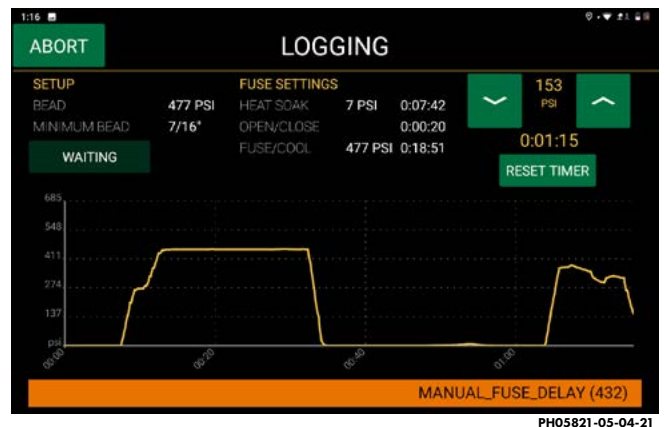 1:16
ABORT
LOGGING
SETUP
BEAD 477 PSI
MINIMUM BEAD 7/16"
WAITING
FUSE SETTINGS
HEAT SOAK 7 PSI 0:07:42
OPEN/CLOSE 0:00:20
FUSE/COOL 477 PSI 0:18:51
153
PSI
0:01:15
RESET TIMER
685
548
411
274
137
psi
00:00 00:20 00:40 01:00
MANUAL_FUSE_DELAY (432)
PH05821-05-04-21